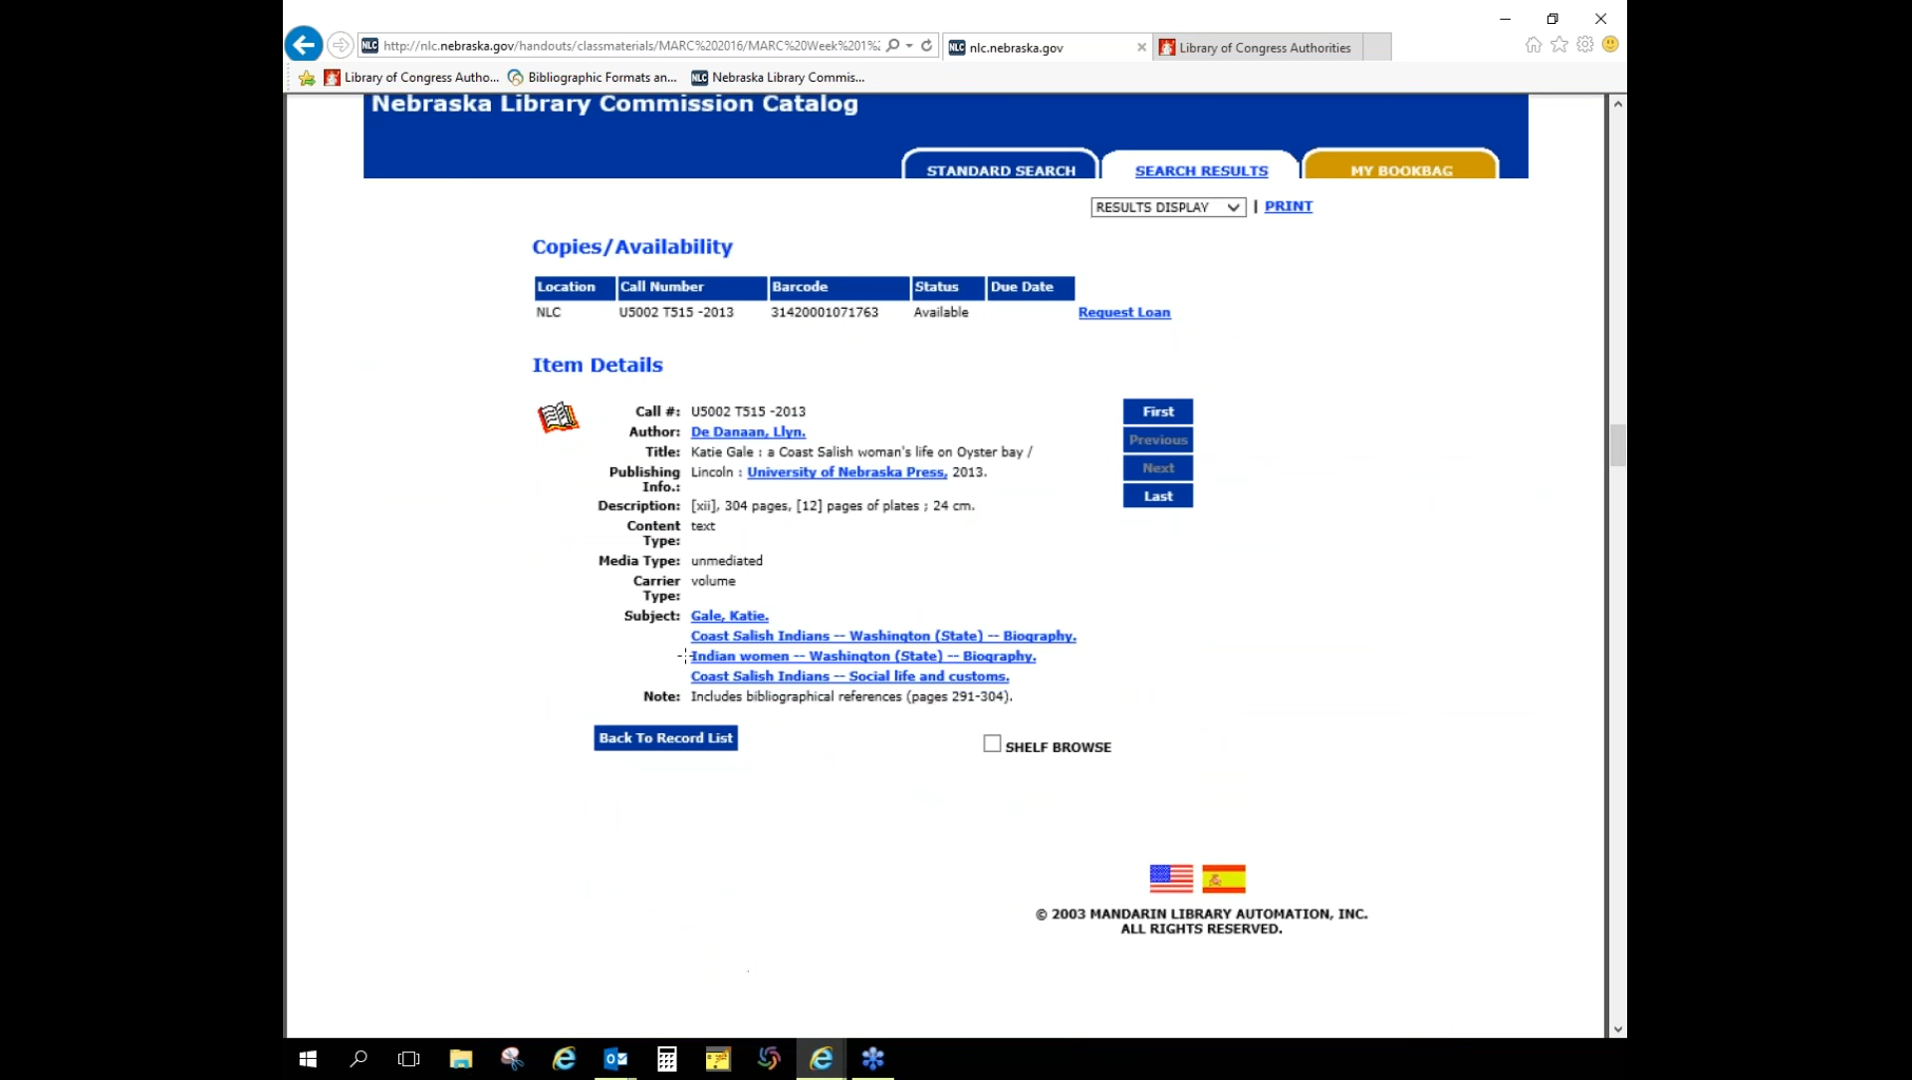 NLC http://nlc.nebraska.gov/handouts/classmaterials/MARC%202016/MARC%20Week%201%2
NLC nlc.nebraska.gov
Library of Congress Authorities
Library of Congress Autho...
Bibliographic Formats an...
NLC Nebraska Library Commis...
Nebraska Library Commission Catalog
STANDARD SEARCH SEARCH RESULTS MY BOOKBAG
RESULTS DISPLAY | PRINT
Copies/Availability
Location Call Number Barcode Status Due Date
NLC U5002 T515 -2013 31420001071763 Available Request Loan
Item Details
Call #: U5002 T515 -2013
Author: De Danaan, Llyn.
Title: Katie Gale : a Coast Salish woman's life on Oyster bay /
Publishing Info.: Lincoln : University of Nebraska Press, 2013.
Description: [xii], 304 pages, [12] pages of plates ; 24 cm.
Content Type: text
Media Type: unmediated
Carrier Type: volume
Subject: Gale, Katie.
Coast Salish Indians -- Washington (State) -- Biography.
Indian women -- Washington (State) -- Biography.
Coast Salish Indians -- Social life and customs.
Note: Includes bibliographical references (pages 291-304).
First
Previous
Next
Last
Back To Record List
SHELF BROWSE
© 2003 MANDARIN LIBRARY AUTOMATION, INC.
ALL RIGHTS RESERVED.